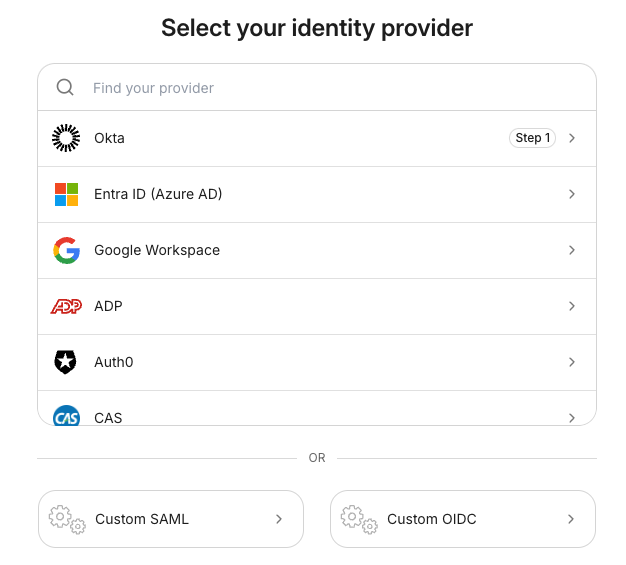 Select your identity provider
Find your provider
Okta Step 1
Entra ID (Azure AD)
Google Workspace
ADP ADP
Auth0
CAS CAS
OR
Custom SAML Custom OIDC